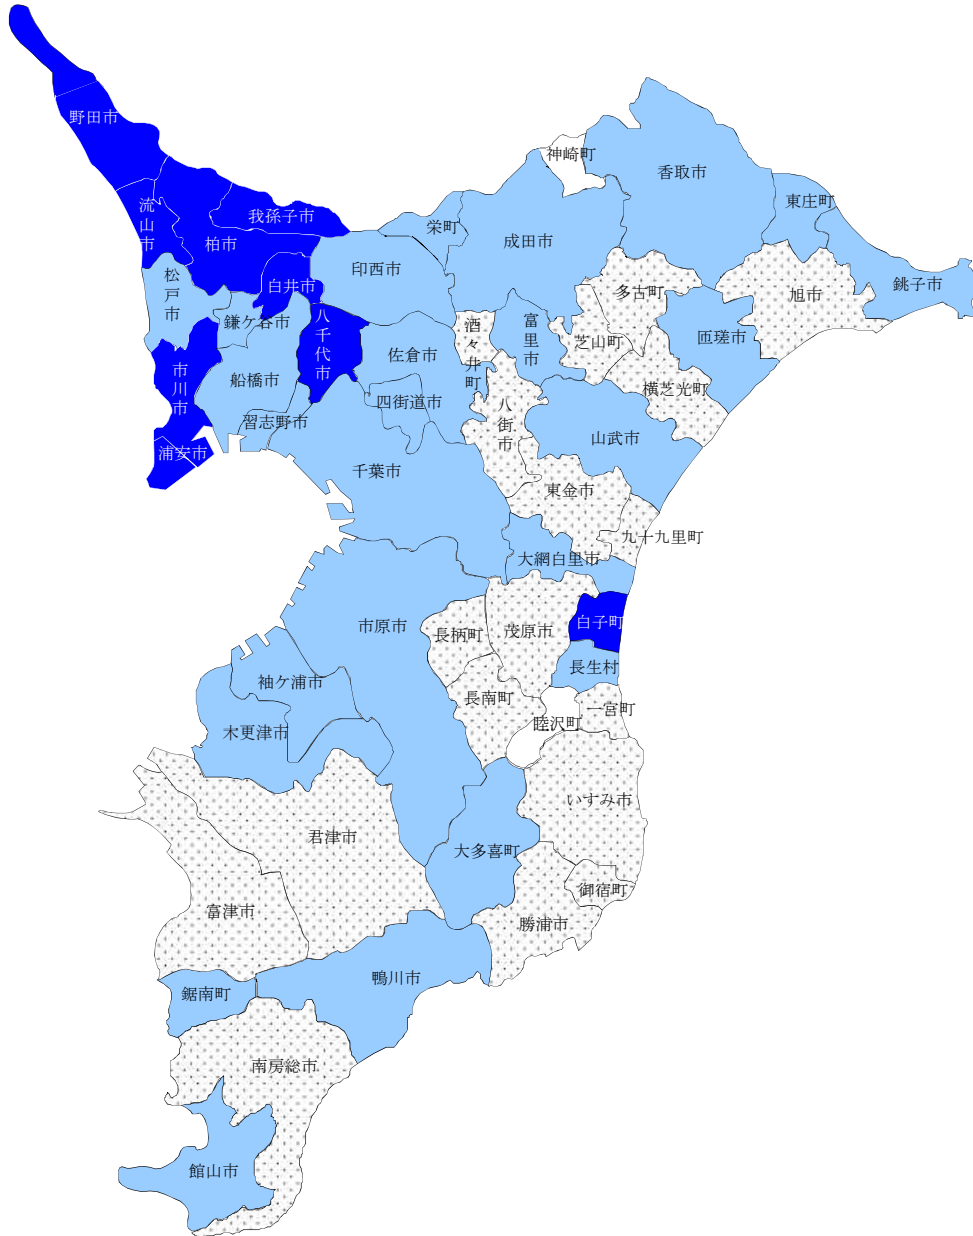 野田市
流山市
我孫子市
柏市
神崎町
香取市
東庄町
栄町
成田市
印西市
白井市
松戸市
鎌ケ谷市
八千代市
多古町
旭市
銚子市
酒々井町
富里市
芝山町
匝瑳市
佐倉市
市川市
船橋市
四街道市
横芝光町
習志野市
八街市
山武市
浦安市
千葉市
東金市
九十九里町
大網白里市
市原市
長柄町
茂原市
白子町
長生村
袖ケ浦市
長南町
睦沢町
一宮町
木更津市
いすみ市
君津市
大多喜町
御宿町
富津市
勝浦市
鋸南町
鴨川市
南房総市
館山市